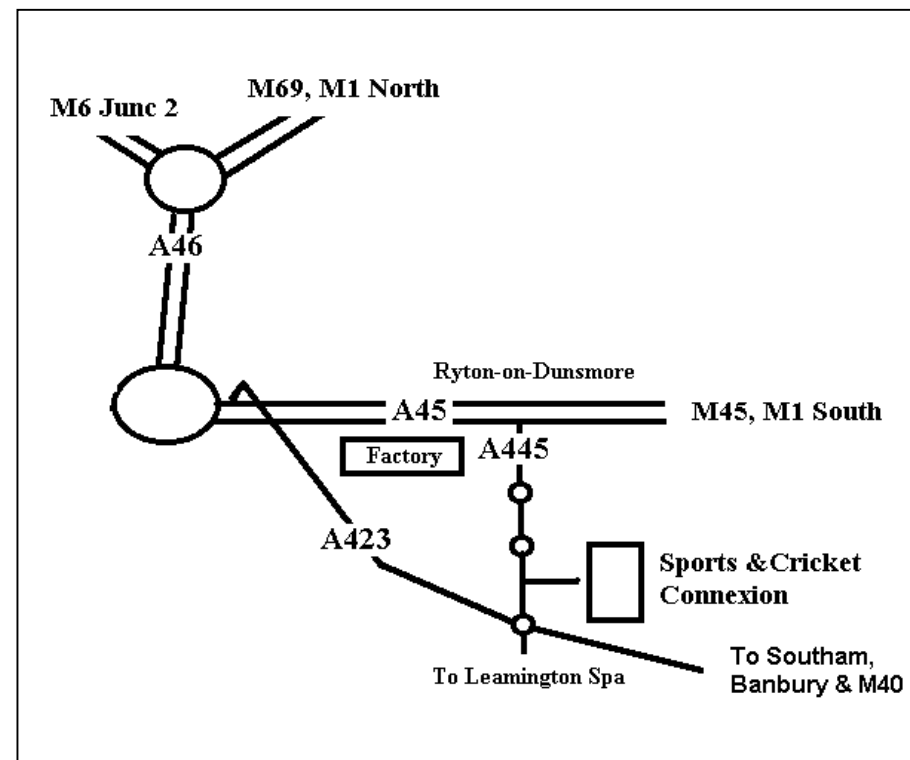 M69, M1 North
M6 Junc 2
A46
Ryton-on-Dunsmore
A45
M45, M1 South
Factory
A445
A423
Sports &Cricket
Connexion
To Southam,
Banbury & M40
To Leamington Spa